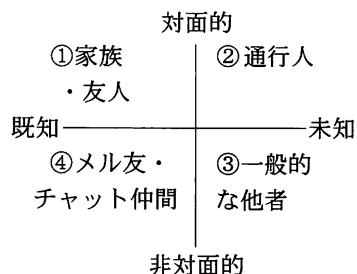 対面的
①家族
・友人
②通行人
既知
未知
④メル友・
チャット仲間
③一般的
な他者
非対面的